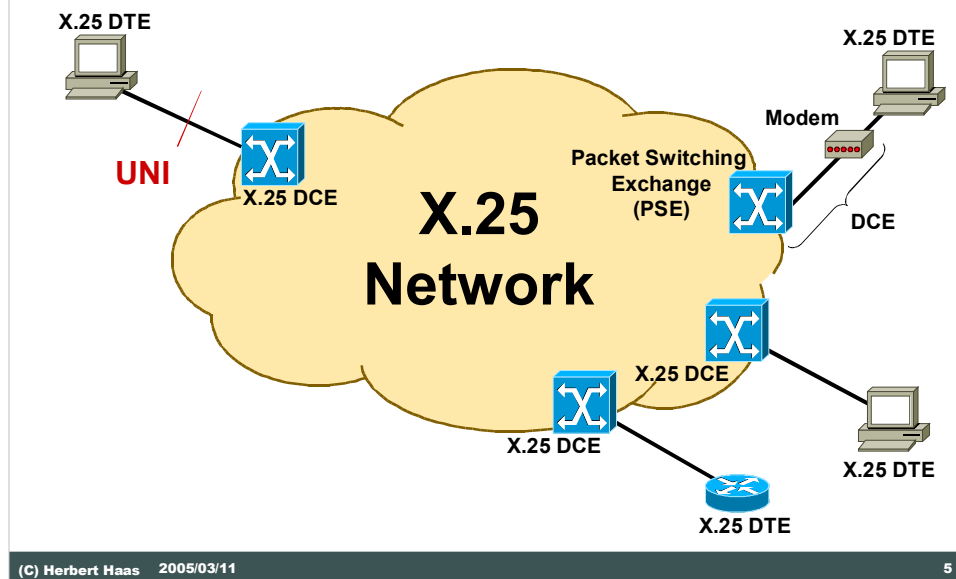 X.25 DTE
X.25 DTE
Modem
UNI
Packet Switching
Exchange
(PSE)
X.25 DCE
DCE
X.25
Network
X.25 DCE
X.25 DCE
X.25 DTE
X.25 DTE
(C) Herbert Haas 2005/03/11
5